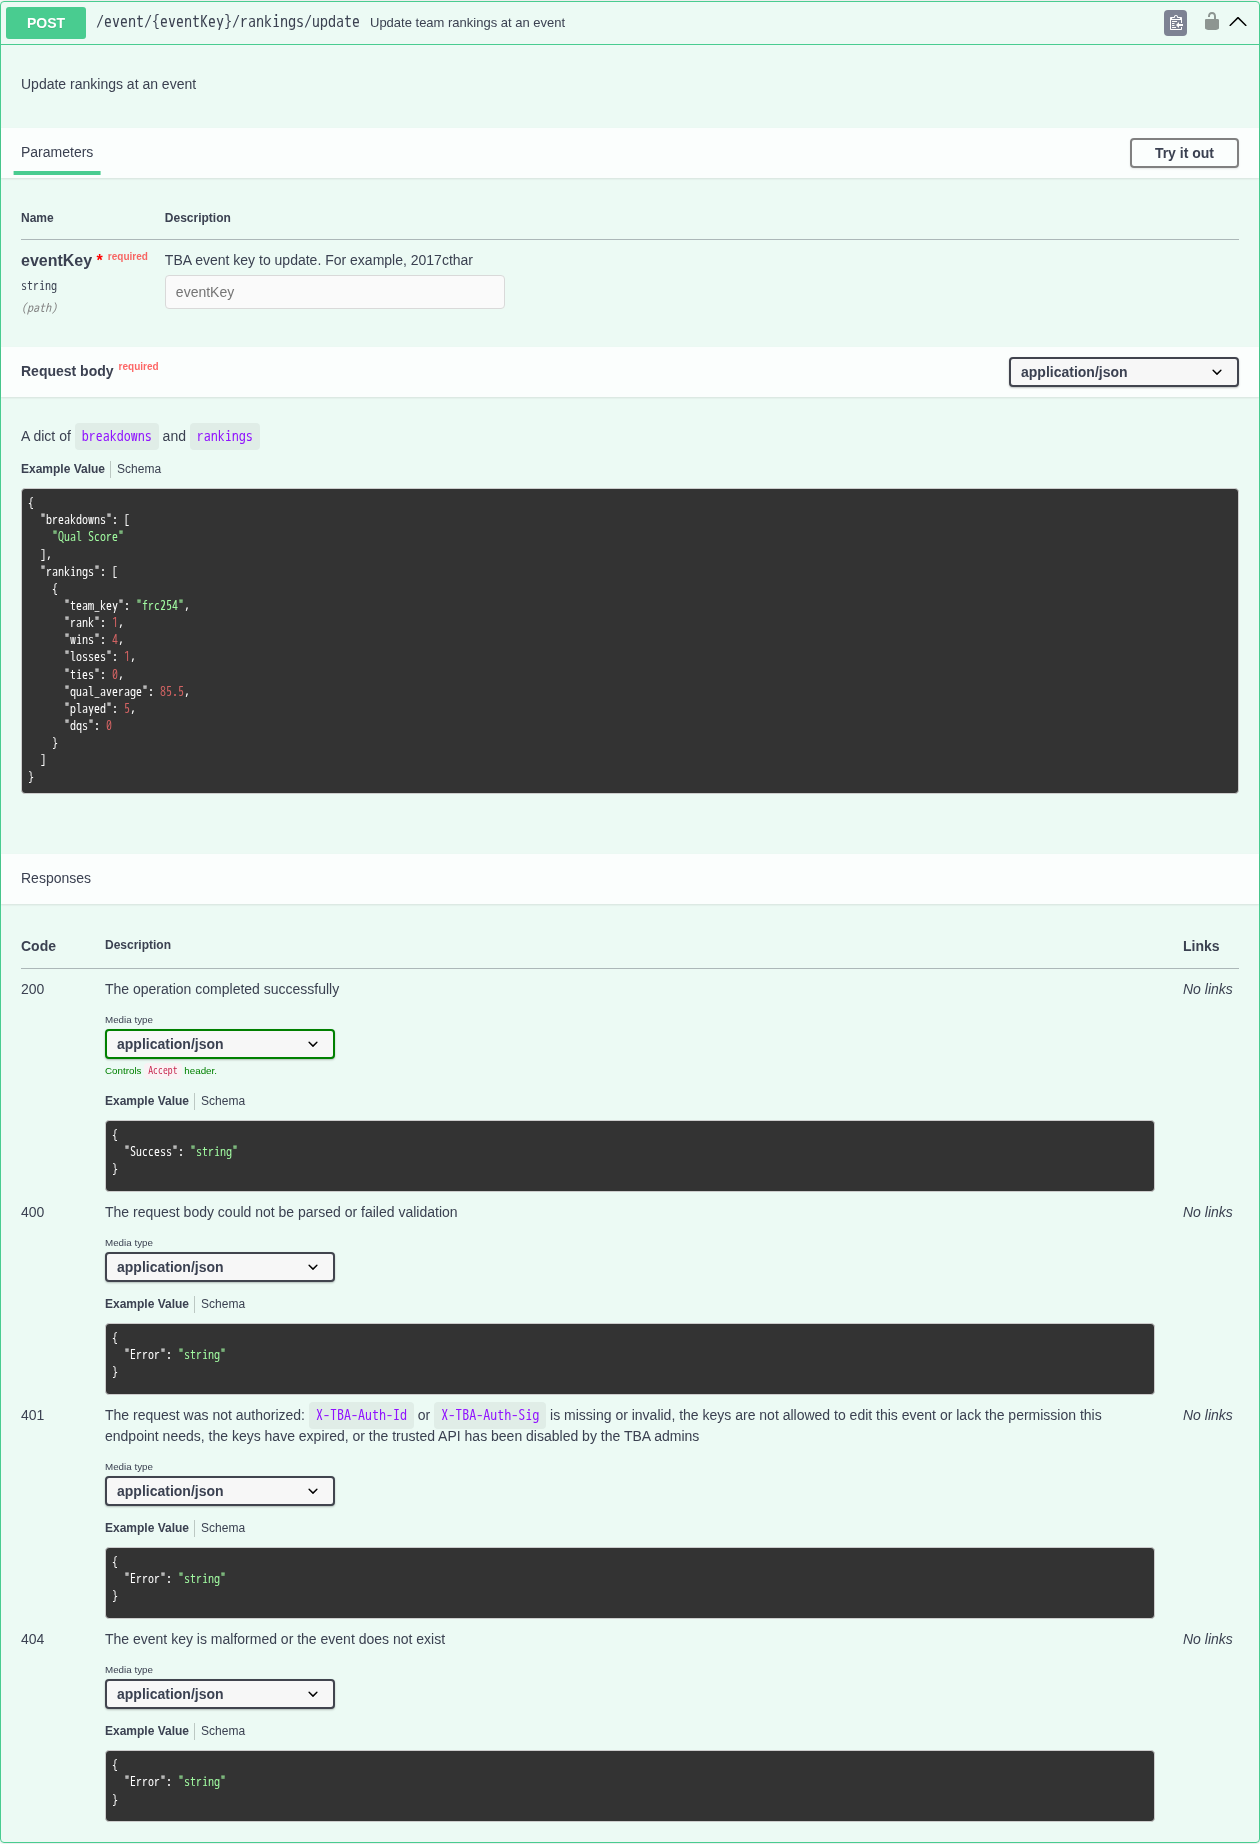 POST /event/{eventKey}/rankings/update Update team rankings at an event
Update rankings at an event
Parameters
Try it out
Name Description
eventKey * required
string
(path)
TBA event key to update. For example, 2017cthar
eventKey
Request body required
application/json
A dict of breakdowns and rankings
Example Value Schema
{
  "breakdowns": [
    "Qual Score"
  ],
  "rankings": [
    {
      "team_key": "frc254",
      "rank": 1,
      "wins": 4,
      "losses": 1,
      "ties": 0,
      "qual_average": 85.5,
      "played": 5,
      "dqs": 0
    }
  ]
}
Responses
Code Description Links
200 The operation completed successfully No links
Media type
application/json
Controls Accept header.
Example Value Schema
{
  "Success": "string"
}
400 The request body could not be parsed or failed validation No links
Media type
application/json
Example Value Schema
{
  "Error": "string"
}
401 The request was not authorized: X-TBA-Auth-Id or X-TBA-Auth-Sig is missing or invalid, the keys are not allowed to edit this event or lack the permission this No links
endpoint needs, the keys have expired, or the trusted API has been disabled by the TBA admins
Media type
application/json
Example Value Schema
{
  "Error": "string"
}
404 The event key is malformed or the event does not exist No links
Media type
application/json
Example Value Schema
{
  "Error": "string"
}